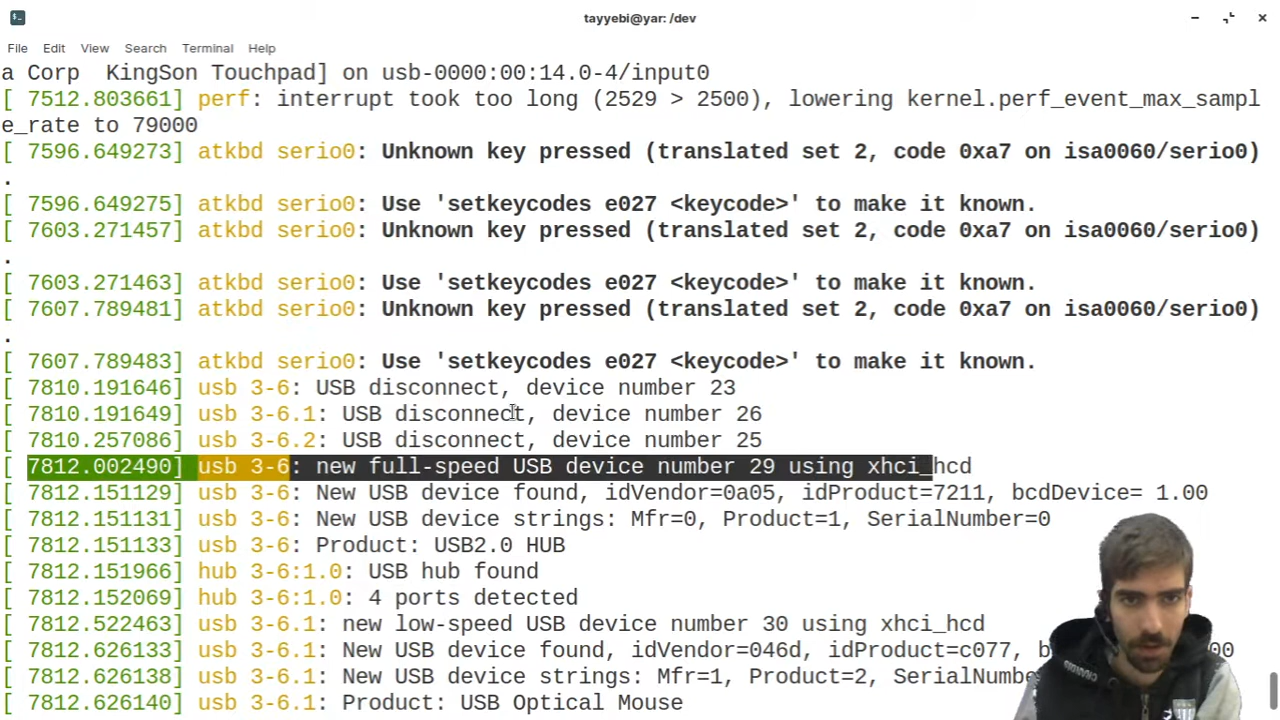 tayyebi@yar: /dev
File Edit View Search Terminal Help
a Corp  KingSon Touchpad] on usb-0000:00:14.0-4/input0
[ 7512.803661] perf: interrupt took too long (2529 > 2500), lowering kernel.perf_event_max_sampl
e_rate to 79000
[ 7596.649273] atkbd serio0: Unknown key pressed (translated set 2, code 0xa7 on isa0060/serio0)
.
[ 7596.649275] atkbd serio0: Use 'setkeycodes e027 <keycode>' to make it known.
[ 7603.271457] atkbd serio0: Unknown key pressed (translated set 2, code 0xa7 on isa0060/serio0)
.
[ 7603.271463] atkbd serio0: Use 'setkeycodes e027 <keycode>' to make it known.
[ 7607.789481] atkbd serio0: Unknown key pressed (translated set 2, code 0xa7 on isa0060/serio0)
.
[ 7607.789483] atkbd serio0: Use 'setkeycodes e027 <keycode>' to make it known.
[ 7810.191646] usb 3-6: USB disconnect, device number 23
[ 7810.191649] usb 3-6.1: USB disconnect, device number 26
[ 7810.257086] usb 3-6.2: USB disconnect, device number 25
[ 7812.002490] usb 3-6: new full-speed USB device number 29 using xhci_hcd
[ 7812.151129] usb 3-6: New USB device found, idVendor=0a05, idProduct=7211, bcdDevice= 1.00
[ 7812.151131] usb 3-6: New USB device strings: Mfr=0, Product=1, SerialNumber=0
[ 7812.151133] usb 3-6: Product: USB2.0 HUB
[ 7812.151966] hub 3-6:1.0: USB hub found
[ 7812.152069] hub 3-6:1.0: 4 ports detected
[ 7812.522463] usb 3-6.1: new low-speed USB device number 30 using xhci_hcd
[ 7812.626133] usb 3-6.1: New USB device found, idVendor=046d, idProduct=c077, b 00
[ 7812.626138] usb 3-6.1: New USB device strings: Mfr=1, Product=2, SerialNumbe
[ 7812.626140] usb 3-6.1: Product: USB Optical Mouse